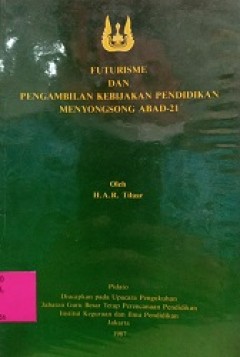 FUTURISME
DAN
PENGAMBILAN KEBIJAKAN PENDIDIKAN
MENYONGSONG ABAD-21
Oleh
H.A.R. Tilaar
Pidato
Diucapkan pada Upacara Pengukuhan
Jabatan Guru Besar Tetap Perencanaan Pendidikan
Institut Keguruan dan Ilmu Pendidikan
Jakarta
1987